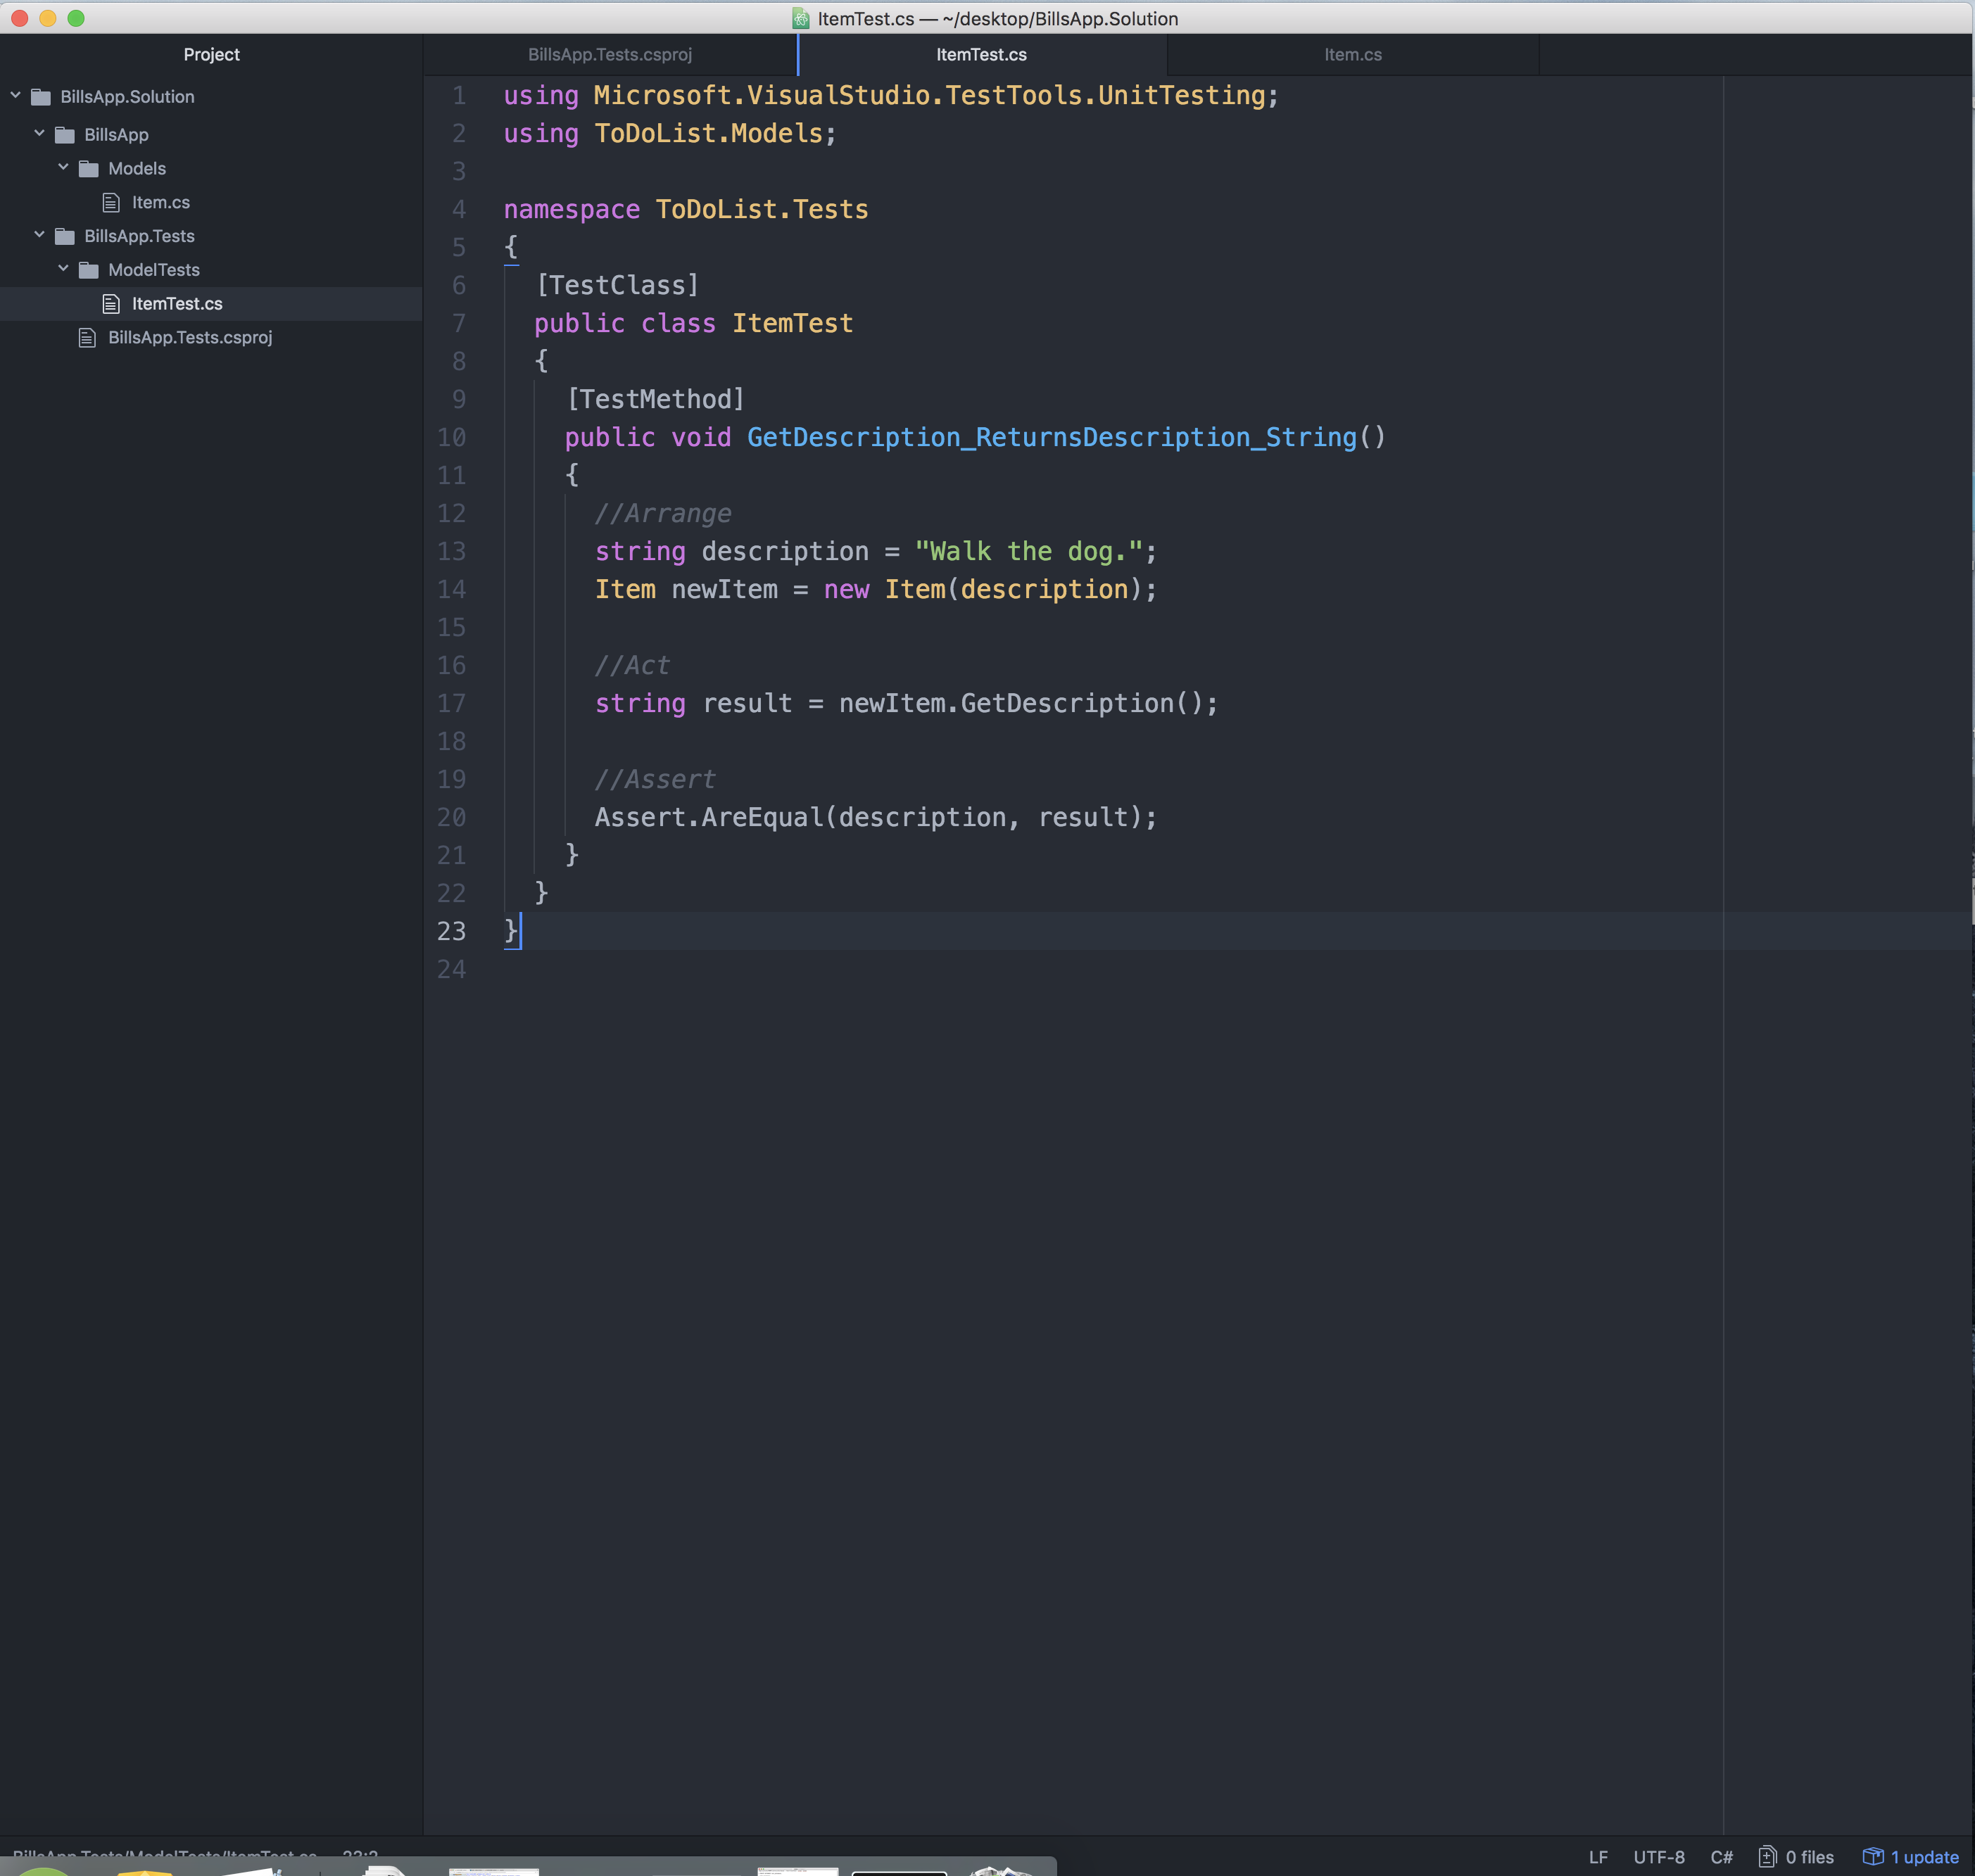 ItemTest.cs — ~/desktop/BillsApp.Solution
Project
BillsApp.Tests.csproj
ItemTest.cs
Item.cs
BillsApp.Solution
BillsApp
Models
Item.cs
BillsApp.Tests
ModelTests
ItemTest.cs
BillsApp.Tests.csproj
1 using Microsoft.VisualStudio.TestTools.UnitTesting;
2 using ToDoList.Models;
3
4 namespace ToDoList.Tests
5 {
6 [TestClass]
7 public class ItemTest
8 {
9 [TestMethod]
10 public void GetDescription_ReturnsDescription_String()
11 {
12 //Arrange
13 string description = "Walk the dog.";
14 Item newItem = new Item(description);
15
16 //Act
17 string result = newItem.GetDescription();
18
19 //Assert
20 Assert.AreEqual(description, result);
21 }
22 }
23 }
24
BillsApp.Tests/ModelTests/ItemTest.cs 23:2
LF UTF-8 C# 0 files 1 update